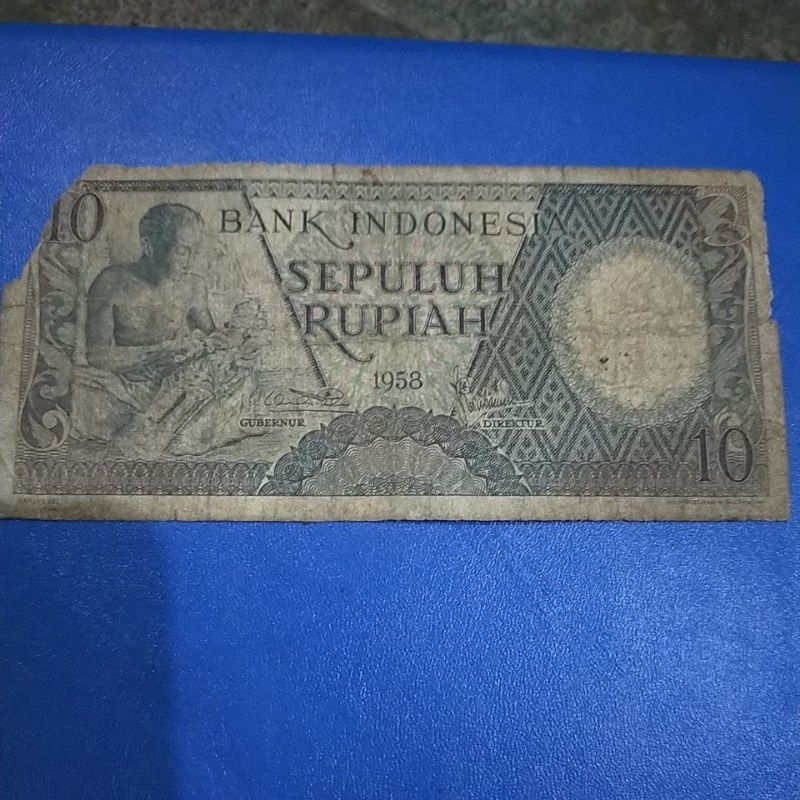 10
BANK INDONESIA
SEPULUH
RUPIAH
1958
GUBERNUR
DIREKTUR
10